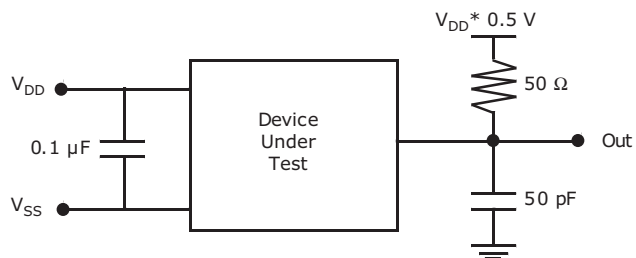 V_DD* 0.5 V
V_DD
50 Ω
0.1 µF
Device
Under
Test
Out
V_SS
50 pF